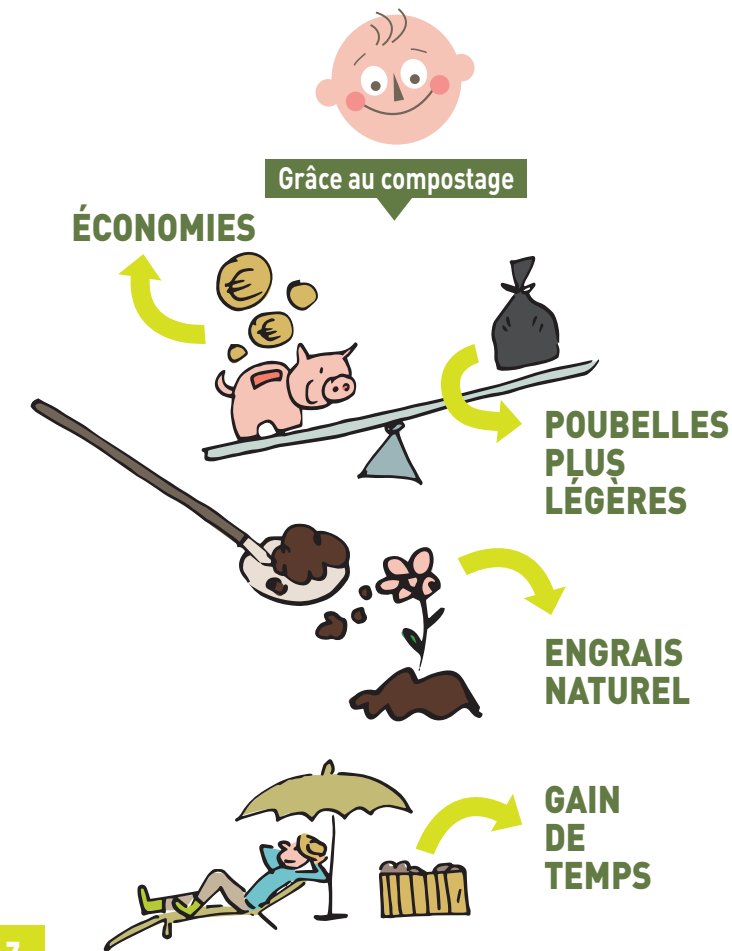 Grâce au compostage
ÉCONOMIES
€
€
POUBELLES
PLUS
LÉGÈRES
ENGRAIS
NATUREL
GAIN
DE
TEMPS